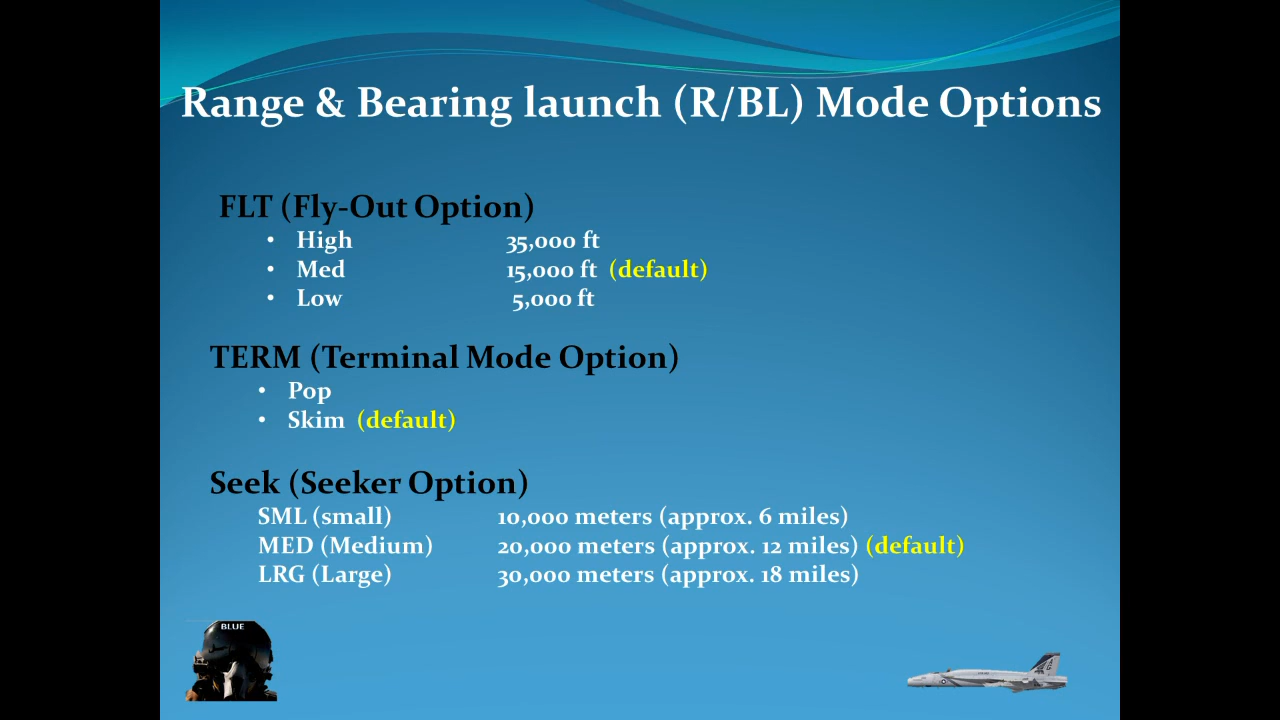 Range & Bearing launch (R/BL) Mode Options
FLT (Fly-Out Option)
• High 35,000 ft
• Med 15,000 ft (default)
• Low 5,000 ft
TERM (Terminal Mode Option)
• Pop
• Skim (default)
Seek (Seeker Option)
SML (small) 10,000 meters (approx. 6 miles)
MED (Medium) 20,000 meters (approx. 12 miles) (default)
LRG (Large) 30,000 meters (approx. 18 miles)
BLUE